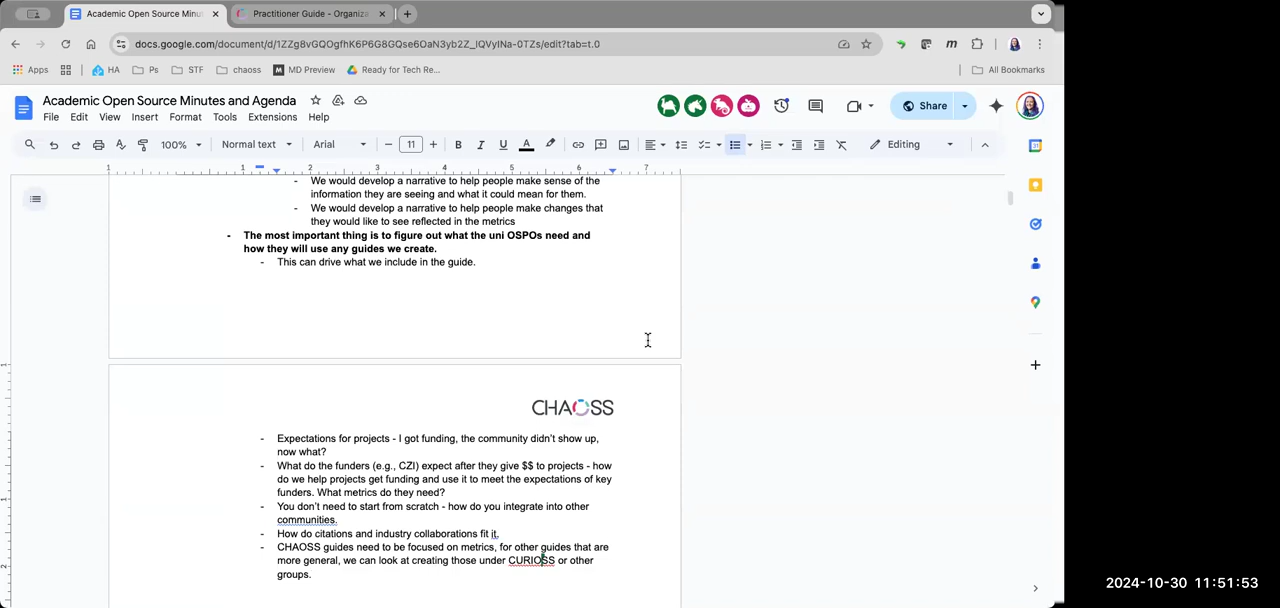 Academic Open Source Minut
Practitioner Guide - Organiza
docs.google.com/document/d/1ZZg8vGQOgfhK6P6G8GQse6OaN3yb2Z_lQVyINa-0TZs/edit?tab=t.0
Apps
HA
Ps
STF
chaoss
M
MD Preview
Ready for Tech Re...
All Bookmarks
Academic Open Source Minutes and Agenda
File Edit View Insert Format Tools Extensions Help
Share
100%
Normal text
Arial
11
B I U A
Editing
1 1 2 3 4 5 6 7
- We would develop a narrative to help people make sense of the
information they are seeing and what it could mean for them.
- We would develop a narrative to help people make changes that
they would like to see reflected in the metrics
- The most important thing is to figure out what the uni OSPOs need and
how they will use any guides we create.
- This can drive what we include in the guide.
CHAOSS
- Expectations for projects - I got funding, the community didn't show up,
now what?
- What do the funders (e.g., CZI) expect after they give $$ to projects - how
do we help projects get funding and use it to meet the expectations of key
funders. What metrics do they need?
- You don't need to start from scratch - how do you integrate into other
communities.
- How do citations and industry collaborations fit it.
- CHAOSS guides need to be focused on metrics, for other guides that are
more general, we can look at creating those under CURIOSS or other
groups.
2024-10-30 11:51:53